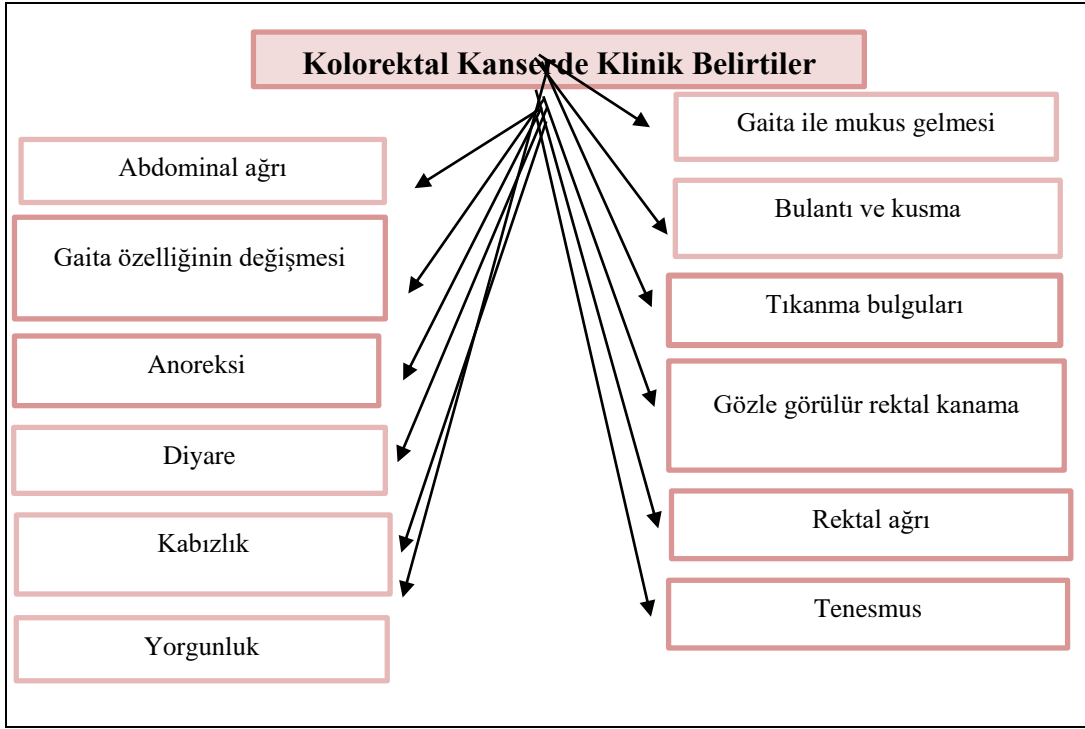 Kolorektal Kanserde Klinik Belirtiler
Abdominal ağrı
Gaita özelliğinin değişmesi
Anoreksi
Diyare
Kabızlık
Yorgunluk
Gaita ile mukus gelmesi
Bulantı ve kusma
Tıkanma bulguları
Gözle görülür rektal kanama
Rektal ağrı
Tenesmus